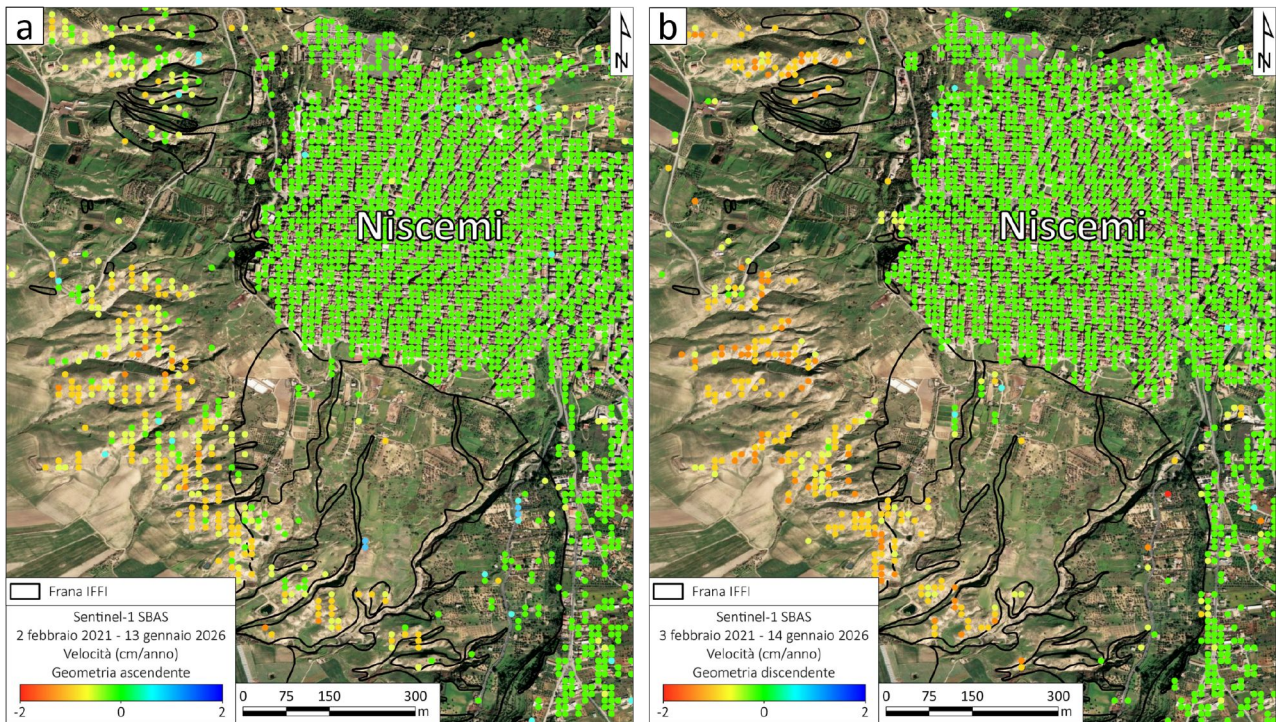 a
N
Niscemi
Frana IFFI
Sentinel-1 SBAS
2 febbraio 2021 - 13 gennaio 2026
Velocità (cm/anno)
Geometria ascendente
-2 0 2
0 75 150 300
m
b
N
Niscemi
Frana IFFI
Sentinel-1 SBAS
3 febbraio 2021 - 14 gennaio 2026
Velocità (cm/anno)
Geometria discendente
-2 0 2
0 75 150 300
m